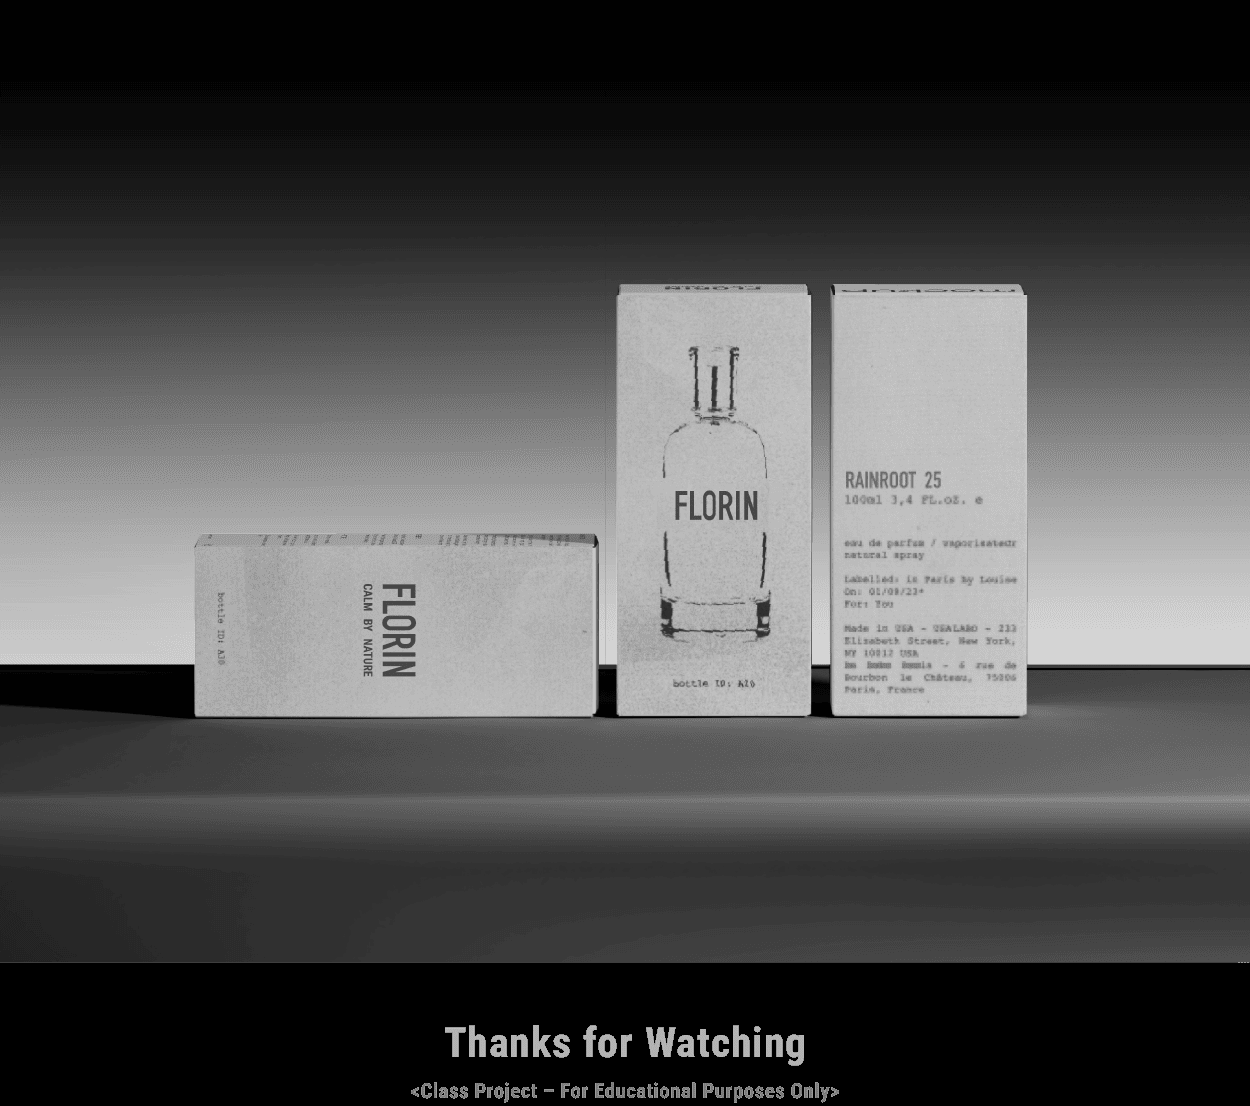 FLORIN
CALM BY NATURE
bottle ID: A20
FLORIN
FLORIN
bottle ID: A20
mockup
RAINROOT 25
100ml 3,4 FL.oz. e
eau de parfum / vaporisateur
natural spray
Labelled: in Paris by Louise
On: 01/08/23+
For: You
Made in USA - USALABO - 233
Elizabeth Street, New York,
NY 10012 USA
- 6 rue de
Bourbon le Château, 75006
Paris, France
Thanks for Watching
<Class Project – For Educational Purposes Only>